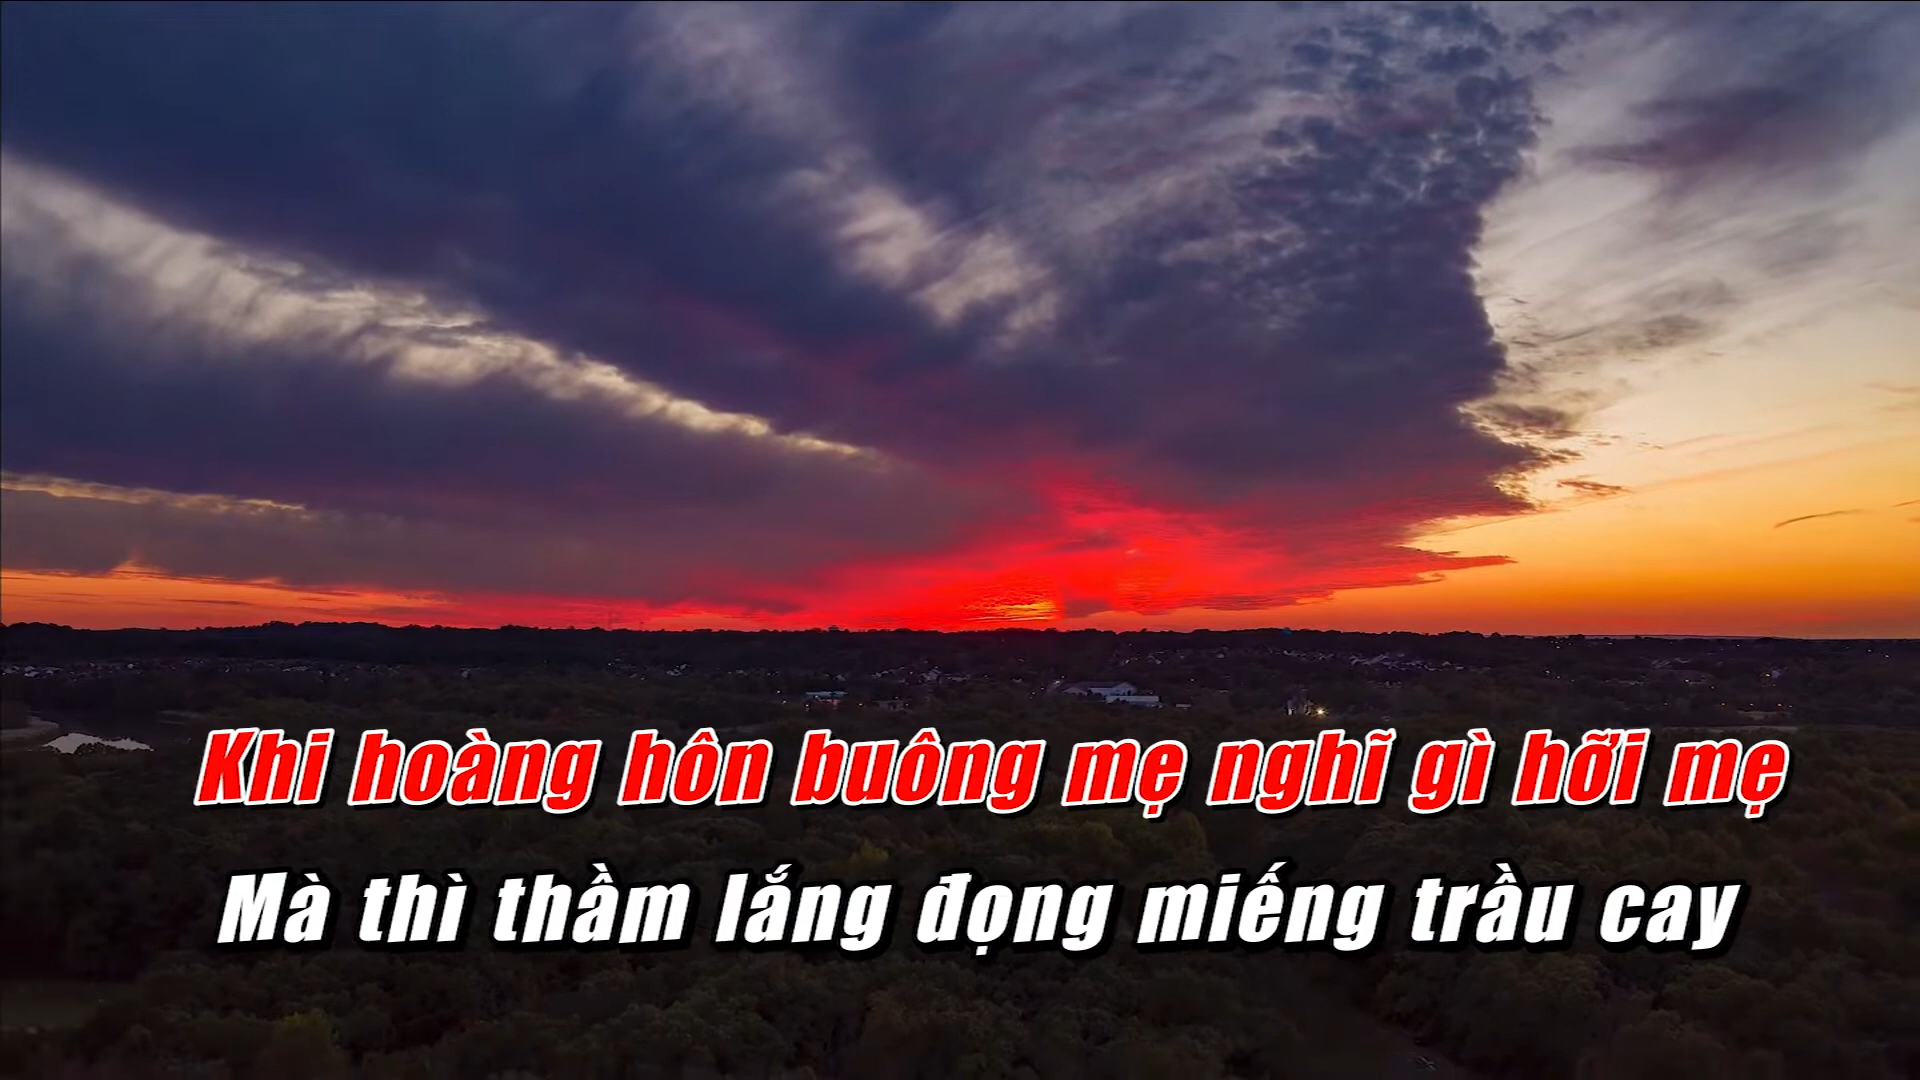 Khi hoàng hôn buông mẹ nghĩ gì hỡi mẹ
Mà thì thầm lắng đọng miếng trầu cay